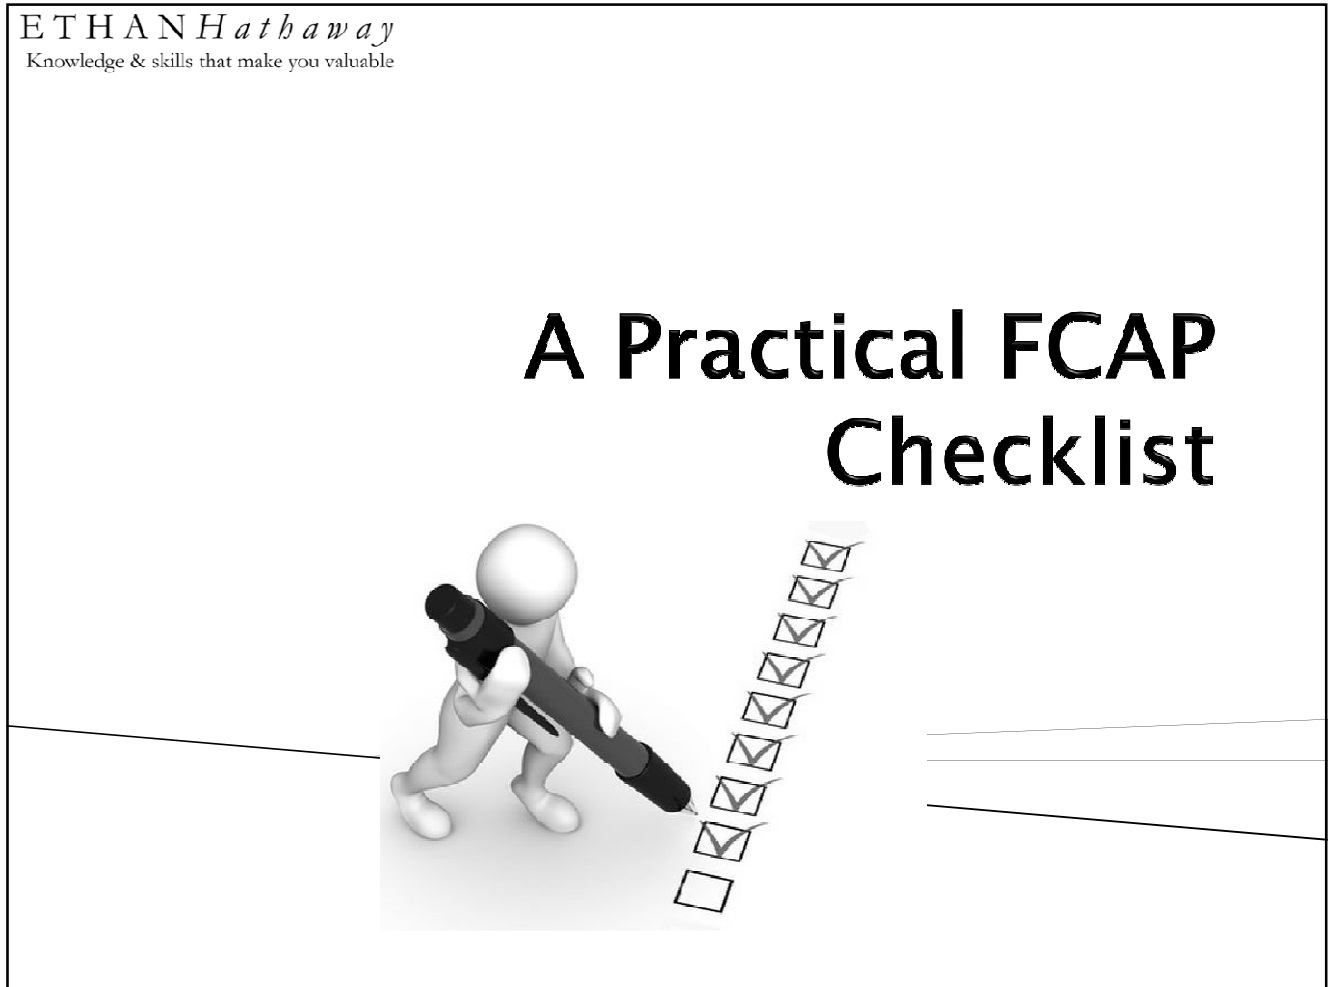 ETHANHathaway
Knowledge & skills that make you valuable
A Practical FCAP
Checklist